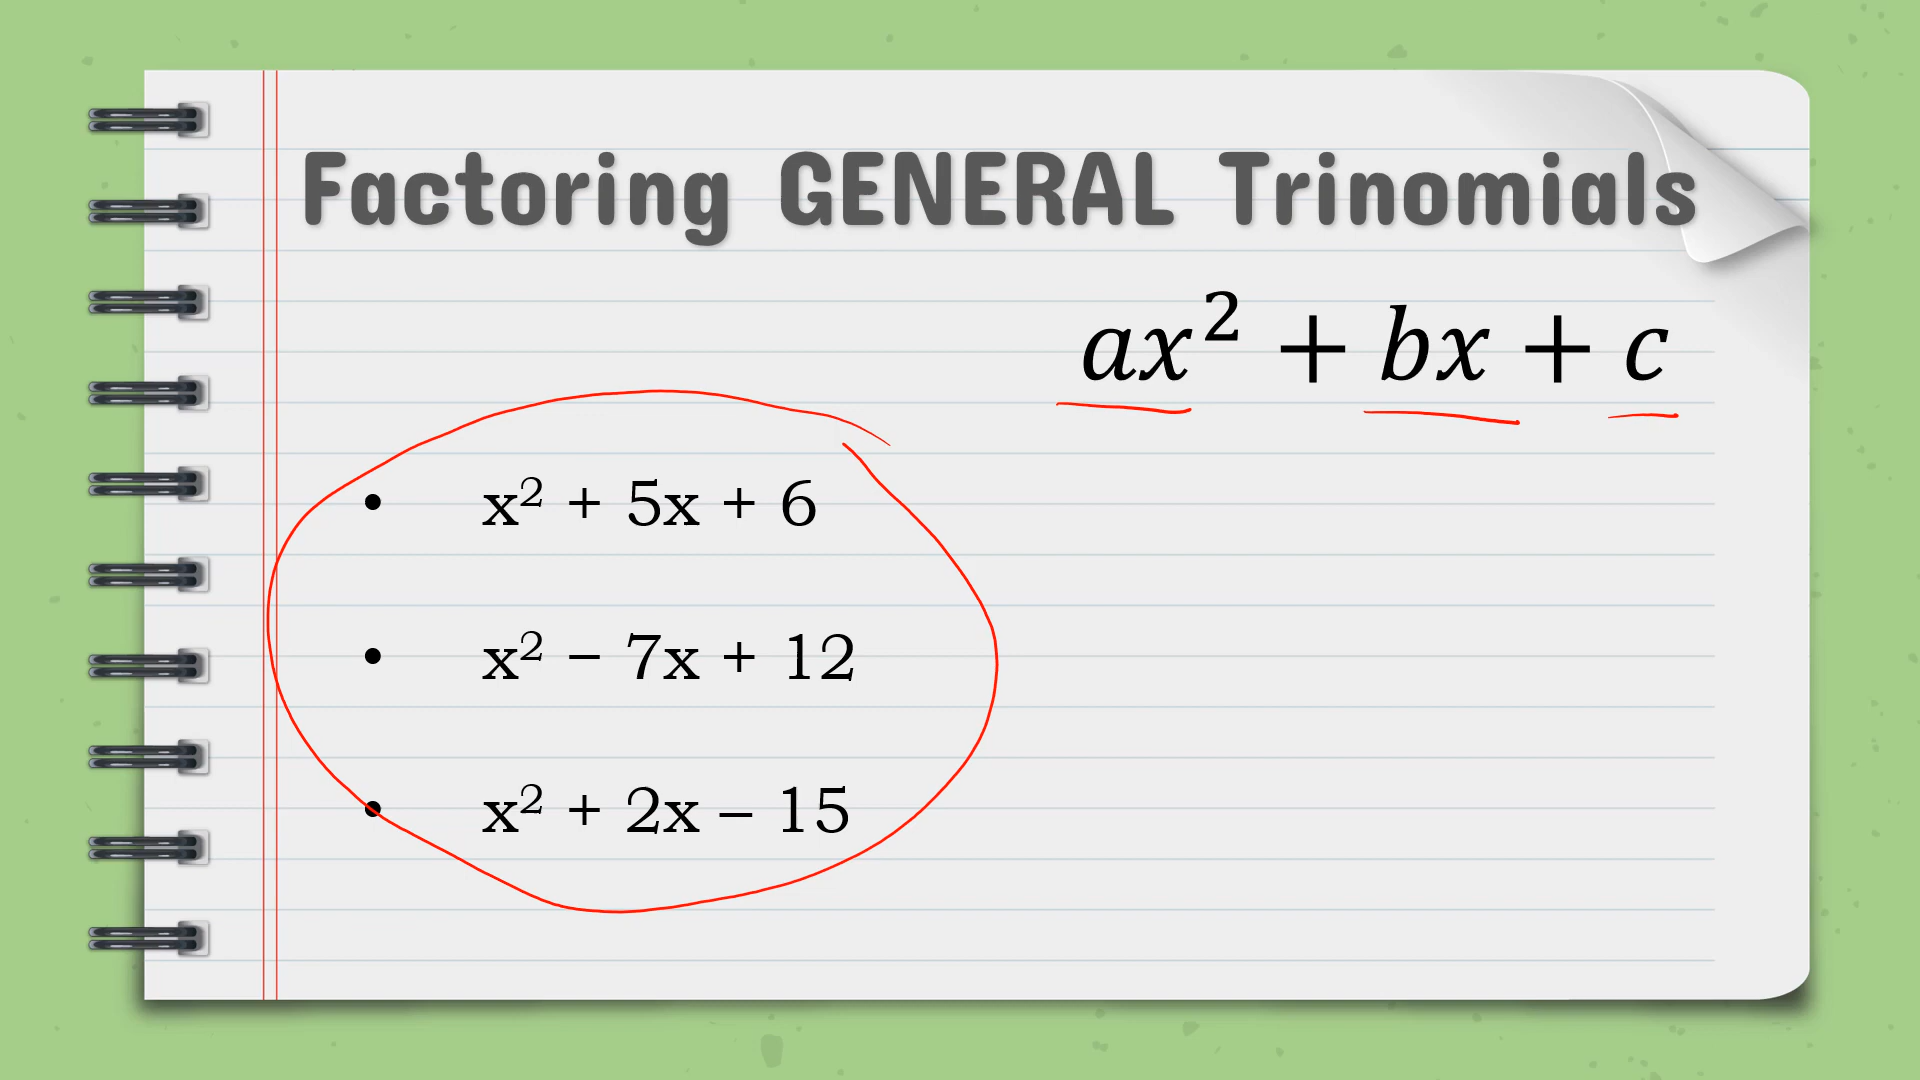 Factoring GENERAL Trinomials
ax² + bx + c
• x² + 5x + 6
• x² − 7x + 12
• x² + 2x – 15